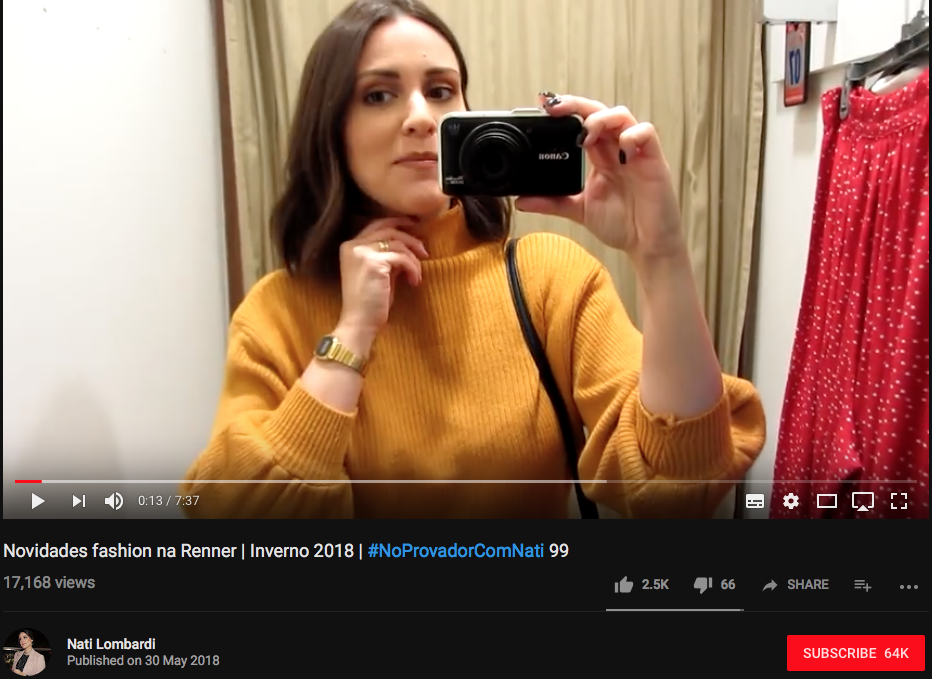 Canon
0:13 / 7:37
Novidades fashion na Renner | Inverno 2018 | #NoProvadorComNati 99
17,168 views
2.5K
66
SHARE
Nati Lombardi
Published on 30 May 2018
SUBSCRIBE 64K